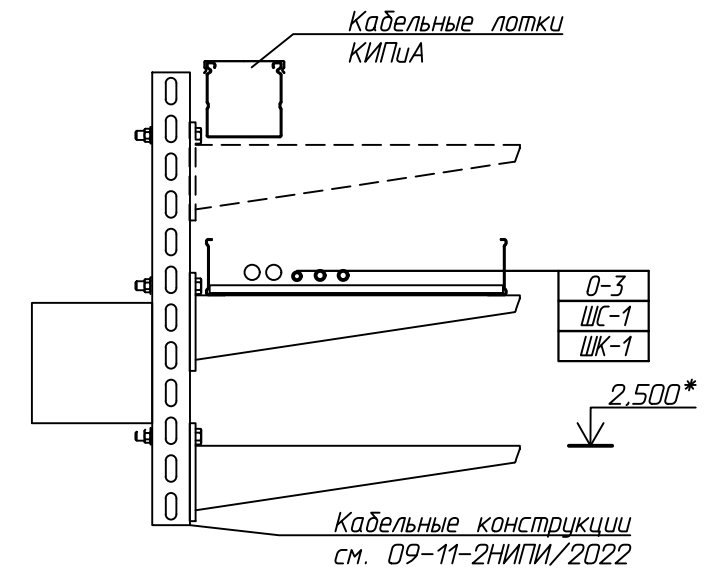 Кабельные лотки
КИПиА
О-3
ШС-1
ШК-1
2,500*
Кабельные конструкции
см. 09-11-2НИПИ/2022